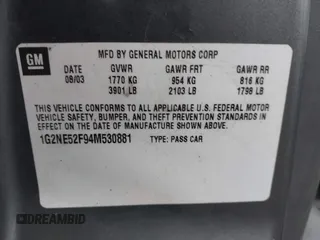 GM
MFD BY GENERAL MOTORS CORP
DATE GVWR GAWR FRT GAWR RR
08/03 1770 KG 954 KG 816 KG
3901 LB 2103 LB 1798 LB
THIS VEHICLE CONFORMS TO ALL APPLICABLE U.S. FEDERAL MOTOR
VEHICLE SAFETY, BUMPER, AND THEFT PREVENTION STANDARDS IN
EFFECT ON THE DATE OF MANUFACTURE SHOWN ABOVE.
1G2NE52F94M530881 TYPE: PASS CAR
DREAMBID